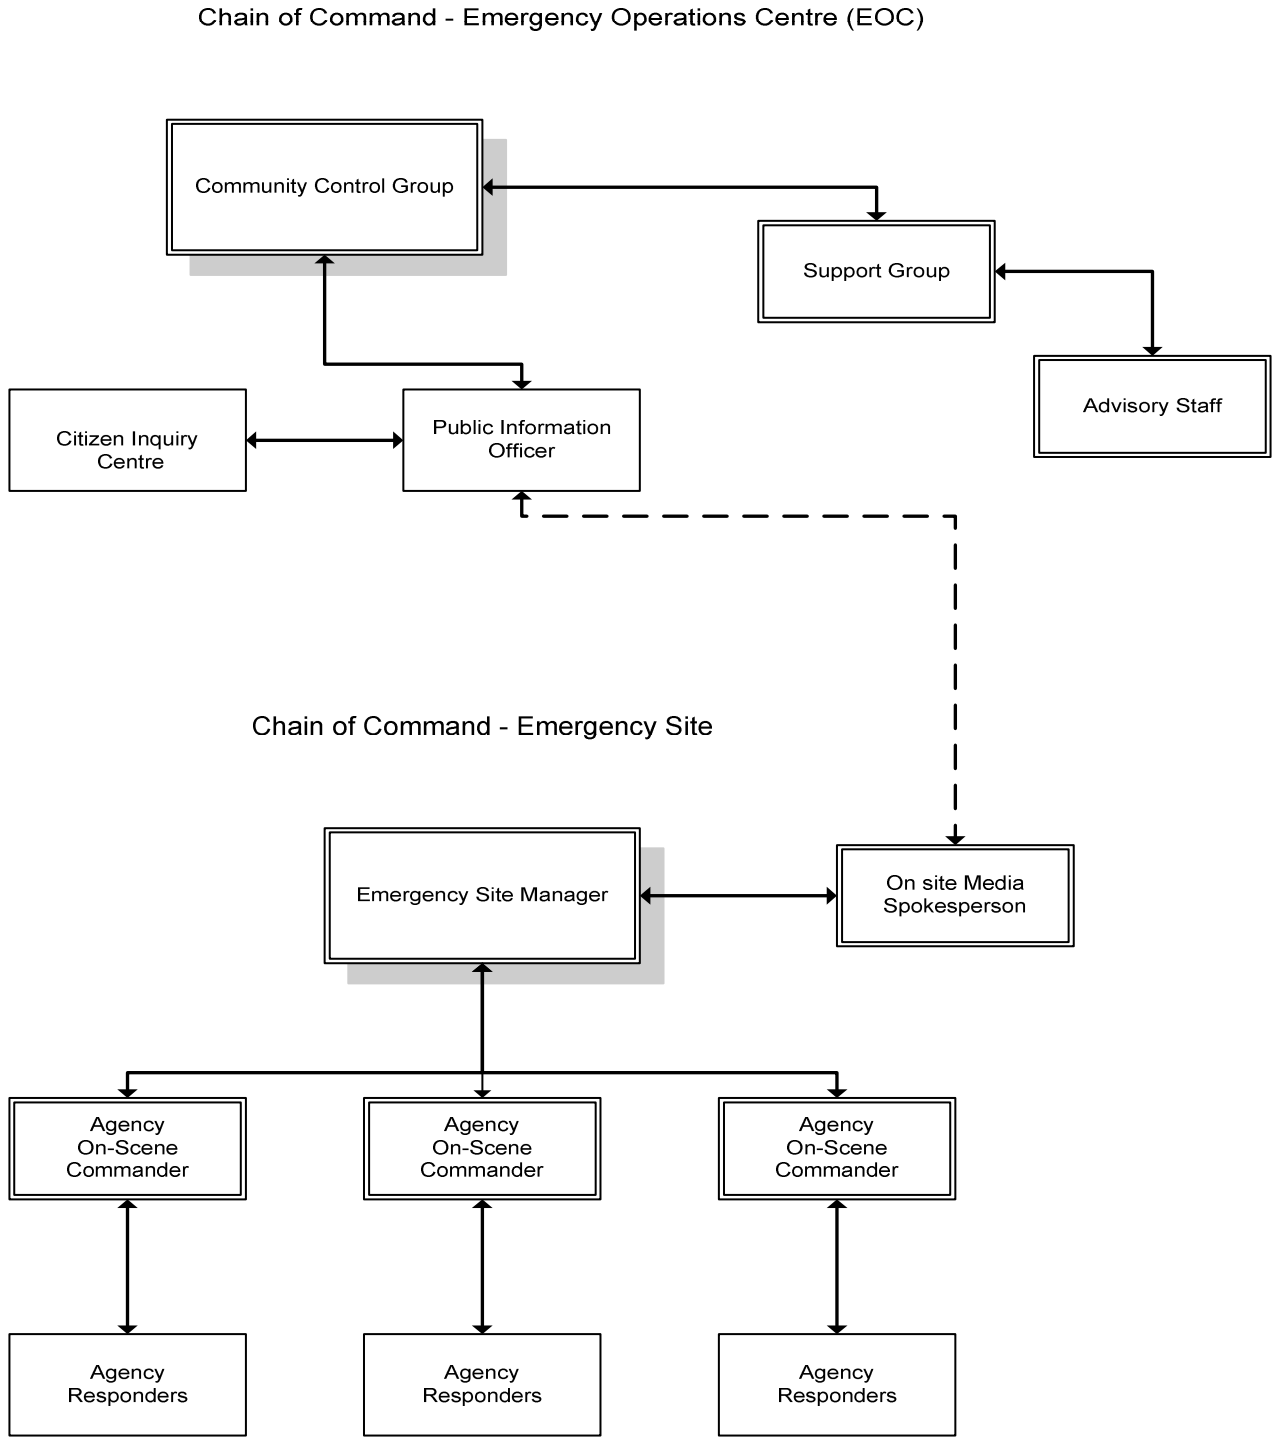 Chain of Command - Emergency Operations Centre (EOC)
Community Control Group
Support Group
Advisory Staff
Citizen Inquiry
Centre
Public Information
Officer
Chain of Command - Emergency Site
Emergency Site Manager
On site Media
Spokesperson
Agency
On-Scene
Commander
Agency
On-Scene
Commander
Agency
On-Scene
Commander
Agency
Responders
Agency
Responders
Agency
Responders